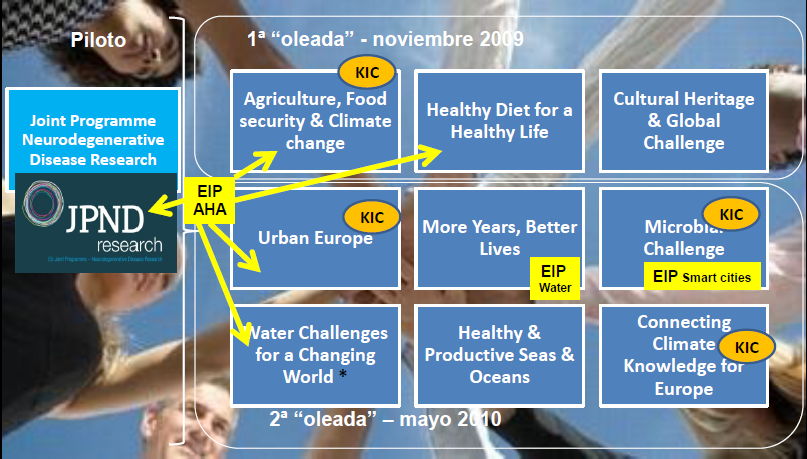 Piloto
1ª “oleada” - noviembre 2009
KIC
Joint Programme
Neurodegenerative
Disease Research
JPND
research
EU Joint Programme – Neurodegenerative Disease Research
Agriculture, Food
security & Climate
change
Healthy Diet for a
Healthy Life
Cultural Heritage
& Global
Challenge
EIP
AHA
KIC
Urban Europe
More Years, Better
Lives
EIP
Water
KIC
Microbial
Challenge
EIP Smart cities
Water Challenges
for a Changing
World *
Healthy &
Productive Seas &
Oceans
Connecting
Climate
Knowledge for
Europe
KIC
2ª “oleada” – mayo 2010